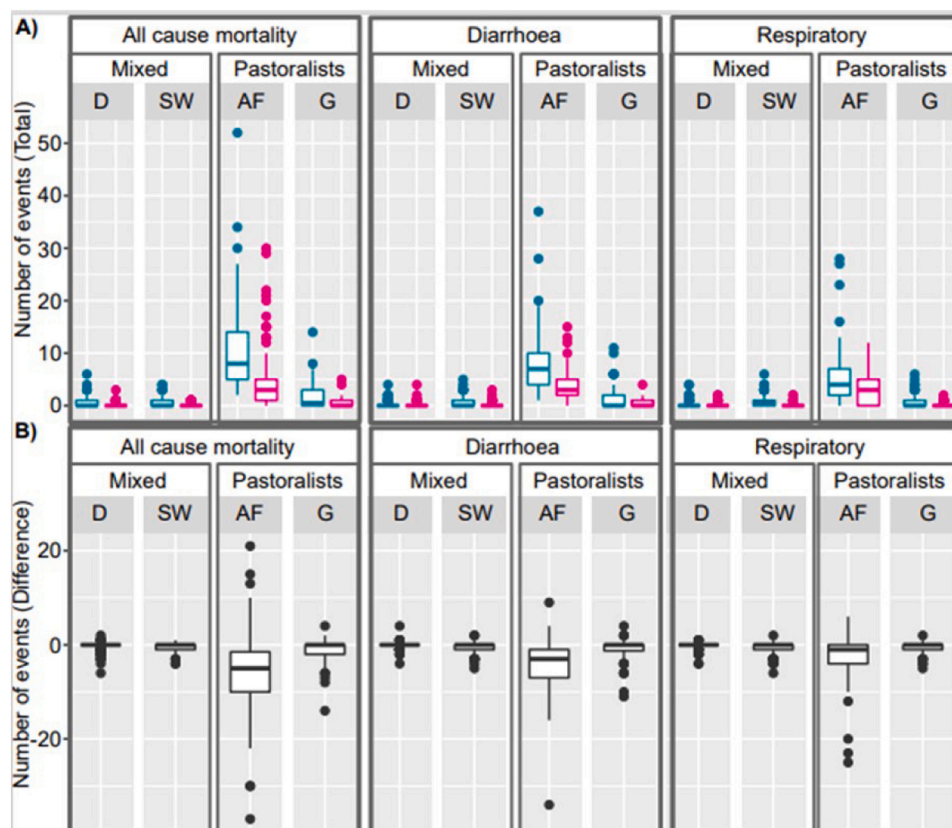 A)
All cause mortality Diarrhoea Respiratory
Mixed Pastoralists Mixed Pastoralists Mixed Pastoralists
D SW AF G D SW AF G D SW AF G
Number of events (Total)
50
40
30
20
10
0
B)
All cause mortality Diarrhoea Respiratory
Mixed Pastoralists Mixed Pastoralists Mixed Pastoralists
D SW AF G D SW AF G D SW AF G
Number of events (Difference)
20
0
-20